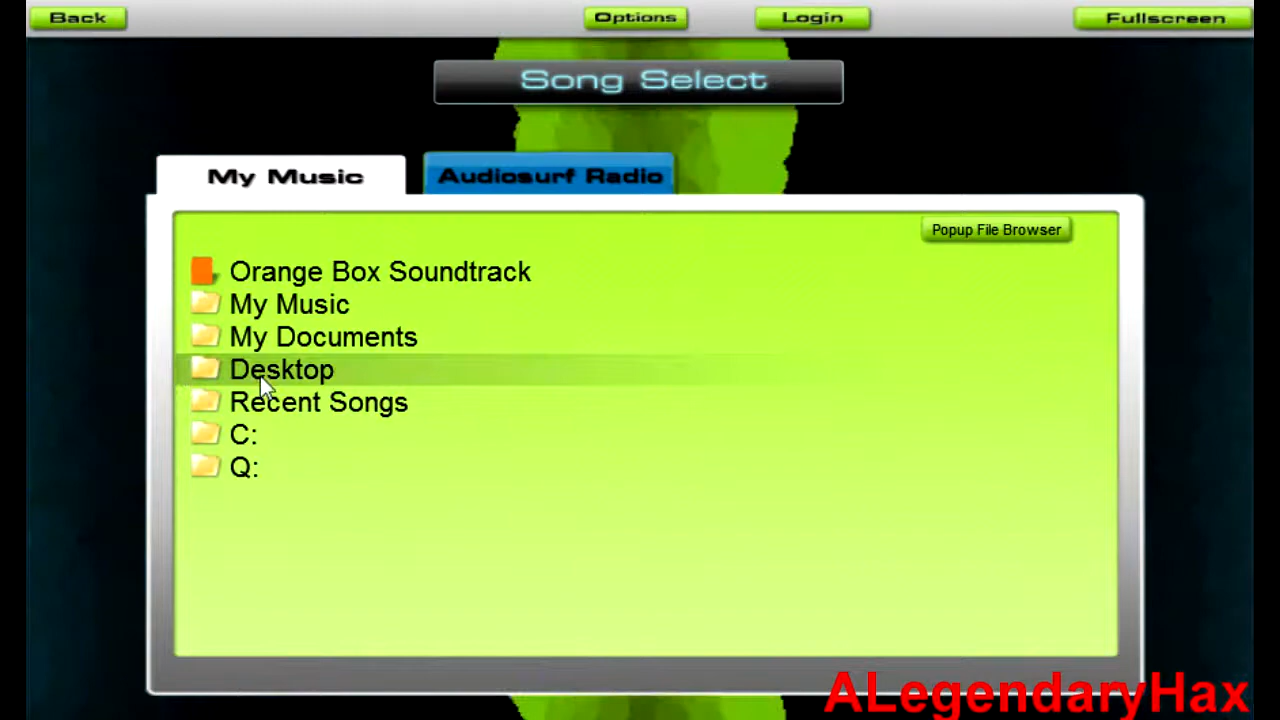 Back
Options
Login
Fullscreen
Song Select
My Music
Audiosurf Radio
Popup File Browser
Orange Box Soundtrack
My Music
My Documents
Desktop
Recent Songs
C:
Q:
ALegendaryHax